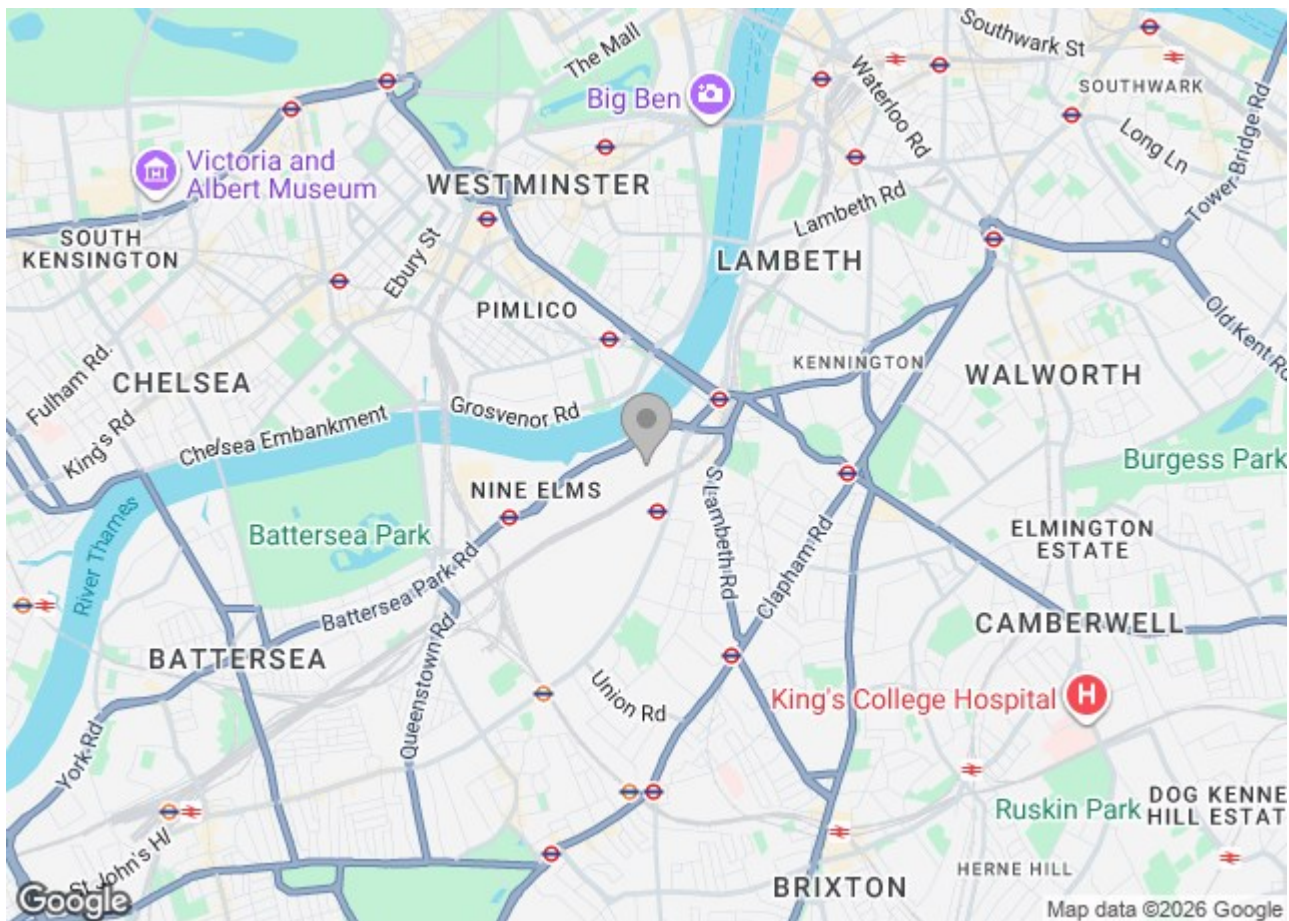 Southwark St
The Mall
SOUTHWARK
Big Ben
Waterloo Rd
Long Ln
Tower Bridge Rd
Victoria and
Albert Museum
WESTMINSTER
Lambeth Rd
SOUTH
KENSINGTON
Ebury St
LAMBETH
PIMLICO
Old Kent Rd
Fulham Rd.
CHELSEA
KENNINGTON
WALWORTH
King's Rd
Chelsea Embankment
Grosvenor Rd
Burgess Park
NINE ELMS
S Lambeth Rd
Battersea Park
Clapham Rd
ELMINGTON
ESTATE
River Thames
Battersea Park Rd
CAMBERWELL
BATTERSEA
Queenstown Rd
Union Rd
King's College Hospital
H
York Rd
Ruskin Park
DOG KENNE
HILL ESTAT
St John's Hl
HERNE HILL
BRIXTON
Google
Map data ©2026 Google